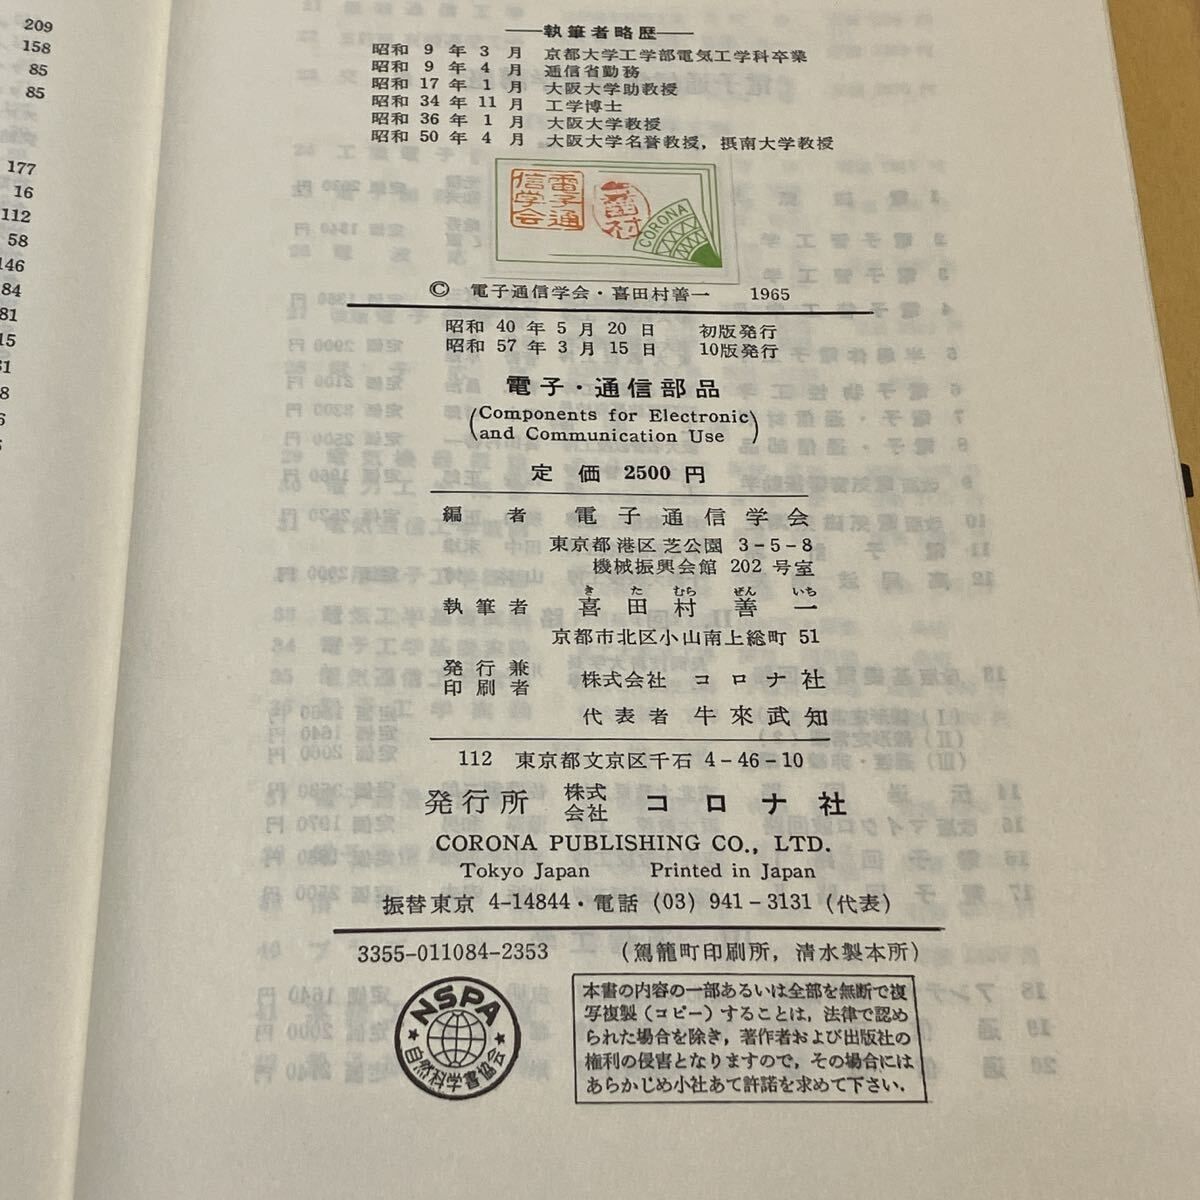 209
158
85
85
177
16
112
58
146
84
81
執筆者略歴
昭和 9 年 3 月 京都大学工学部電気工学科卒業
昭和 9 年 4 月 逓信省勤務
昭和 17 年 1 月 大阪大学助教授
昭和 34 年 11 月 工学博士
昭和 36 年 1 月 大阪大学教授
昭和 50 年 4 月 大阪大学名誉教授，摂南大学教授
電子通
信学会
喜田村
CORONA
© 電子通信学会・喜田村善一 1965
昭和 40 年 5 月 20 日 初版発行
昭和 57 年 3 月 15 日 10版発行
電子・通信部品
(Components for Electronic
and Communication Use)
定価 2500 円
編者 電子通信学会
東京都港区芝公園 3-5-8
機械振興会館 202 号室
き た むら ぜん いち
執筆者 喜田村善一
京都市北区小山南上総町 51
発行兼
印刷者 株式会社 コロナ社
代表者 牛來武知
112 東京都文京区千石 4-46-10
発行所 株式会社 コロナ社
CORONA PUBLISHING CO., LTD.
Tokyo Japan Printed in Japan
振替東京 4-14844・電話 (03) 941-3131 (代表)
3355-011084-2353 (駕籠町印刷所，清水製本所)
NSPA
自然科学書協会
本書の内容の一部あるいは全部を無断で複
写複製（コピー）することは，法律で認め
られた場合を除き，著作者および出版社の
権利の侵害となりますので，その場合には
あらかじめ小社あて許諾を求めて下さい．